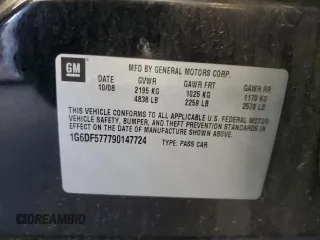 GM
MFD BY GENERAL MOTORS CORP.
DATE GVWR GAWR FRT GAWR RR
10/08 2195 KG 1025 KG 1170 KG
4838 LB 2259 LB 2579 LB
THIS VEHICLE CONFORMS TO ALL APPLICABLE U.S. FEDERAL MOTOR
VEHICLE SAFETY, BUMPER, AND THEFT PREVENTION STANDARDS IN
EFFECT ON THE DATE OF MANUFACTURE SHOWN ABOVE.
1G6DF577790147724 TYPE: PASS CAR
DREAMBID